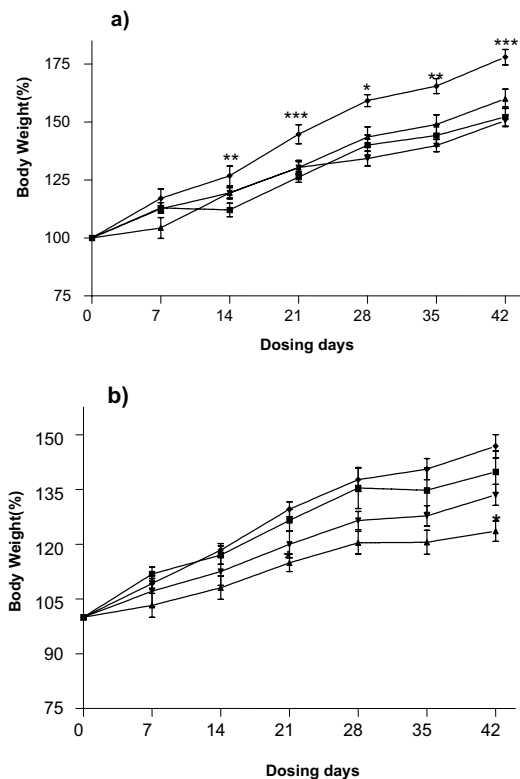 a)
Body Weight(%)
175
150
125
100
75
** *** * ** ***
0 7 14 21 28 35 42
Dosing days
b)
Body Weight(%)
150
135
120
105
90
75
* *
0 7 14 21 28 35 42
Dosing days